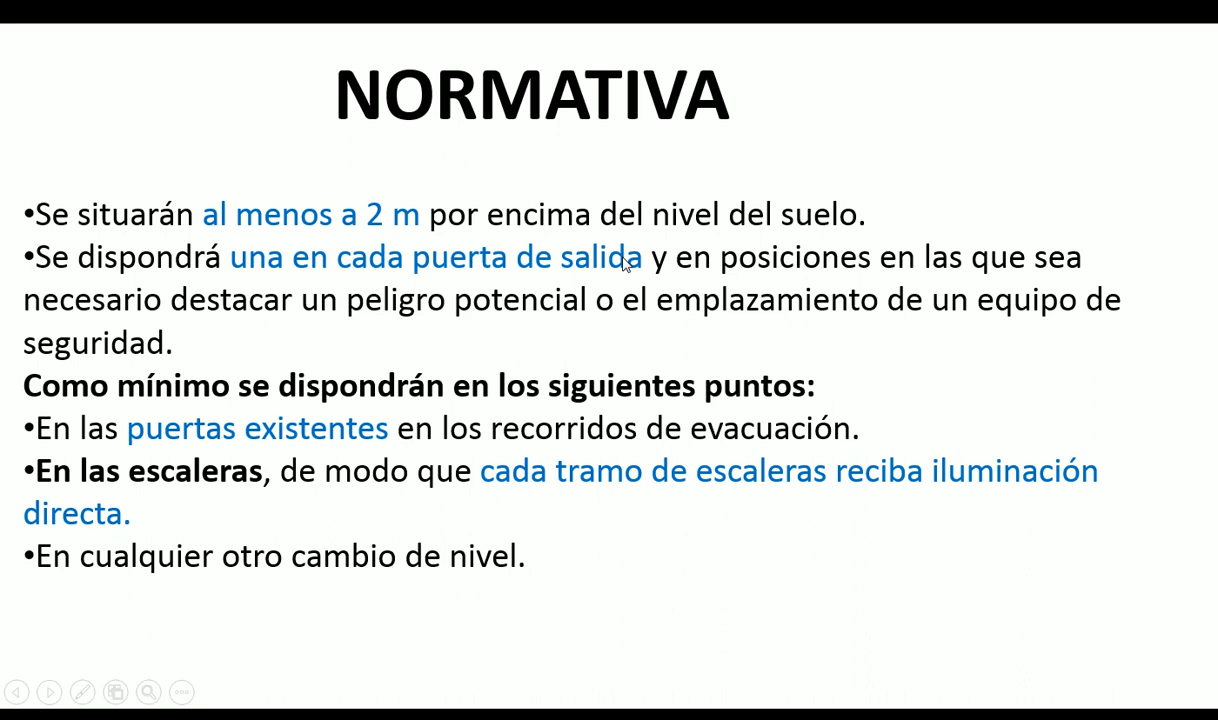 NORMATIVA
•Se situarán al menos a 2 m por encima del nivel del suelo.
•Se dispondrá una en cada puerta de salida y en posiciones en las que sea
necesario destacar un peligro potencial o el emplazamiento de un equipo de
seguridad.
Como mínimo se dispondrán en los siguientes puntos:
•En las puertas existentes en los recorridos de evacuación.
•En las escaleras, de modo que cada tramo de escaleras reciba iluminación
directa.
•En cualquier otro cambio de nivel.